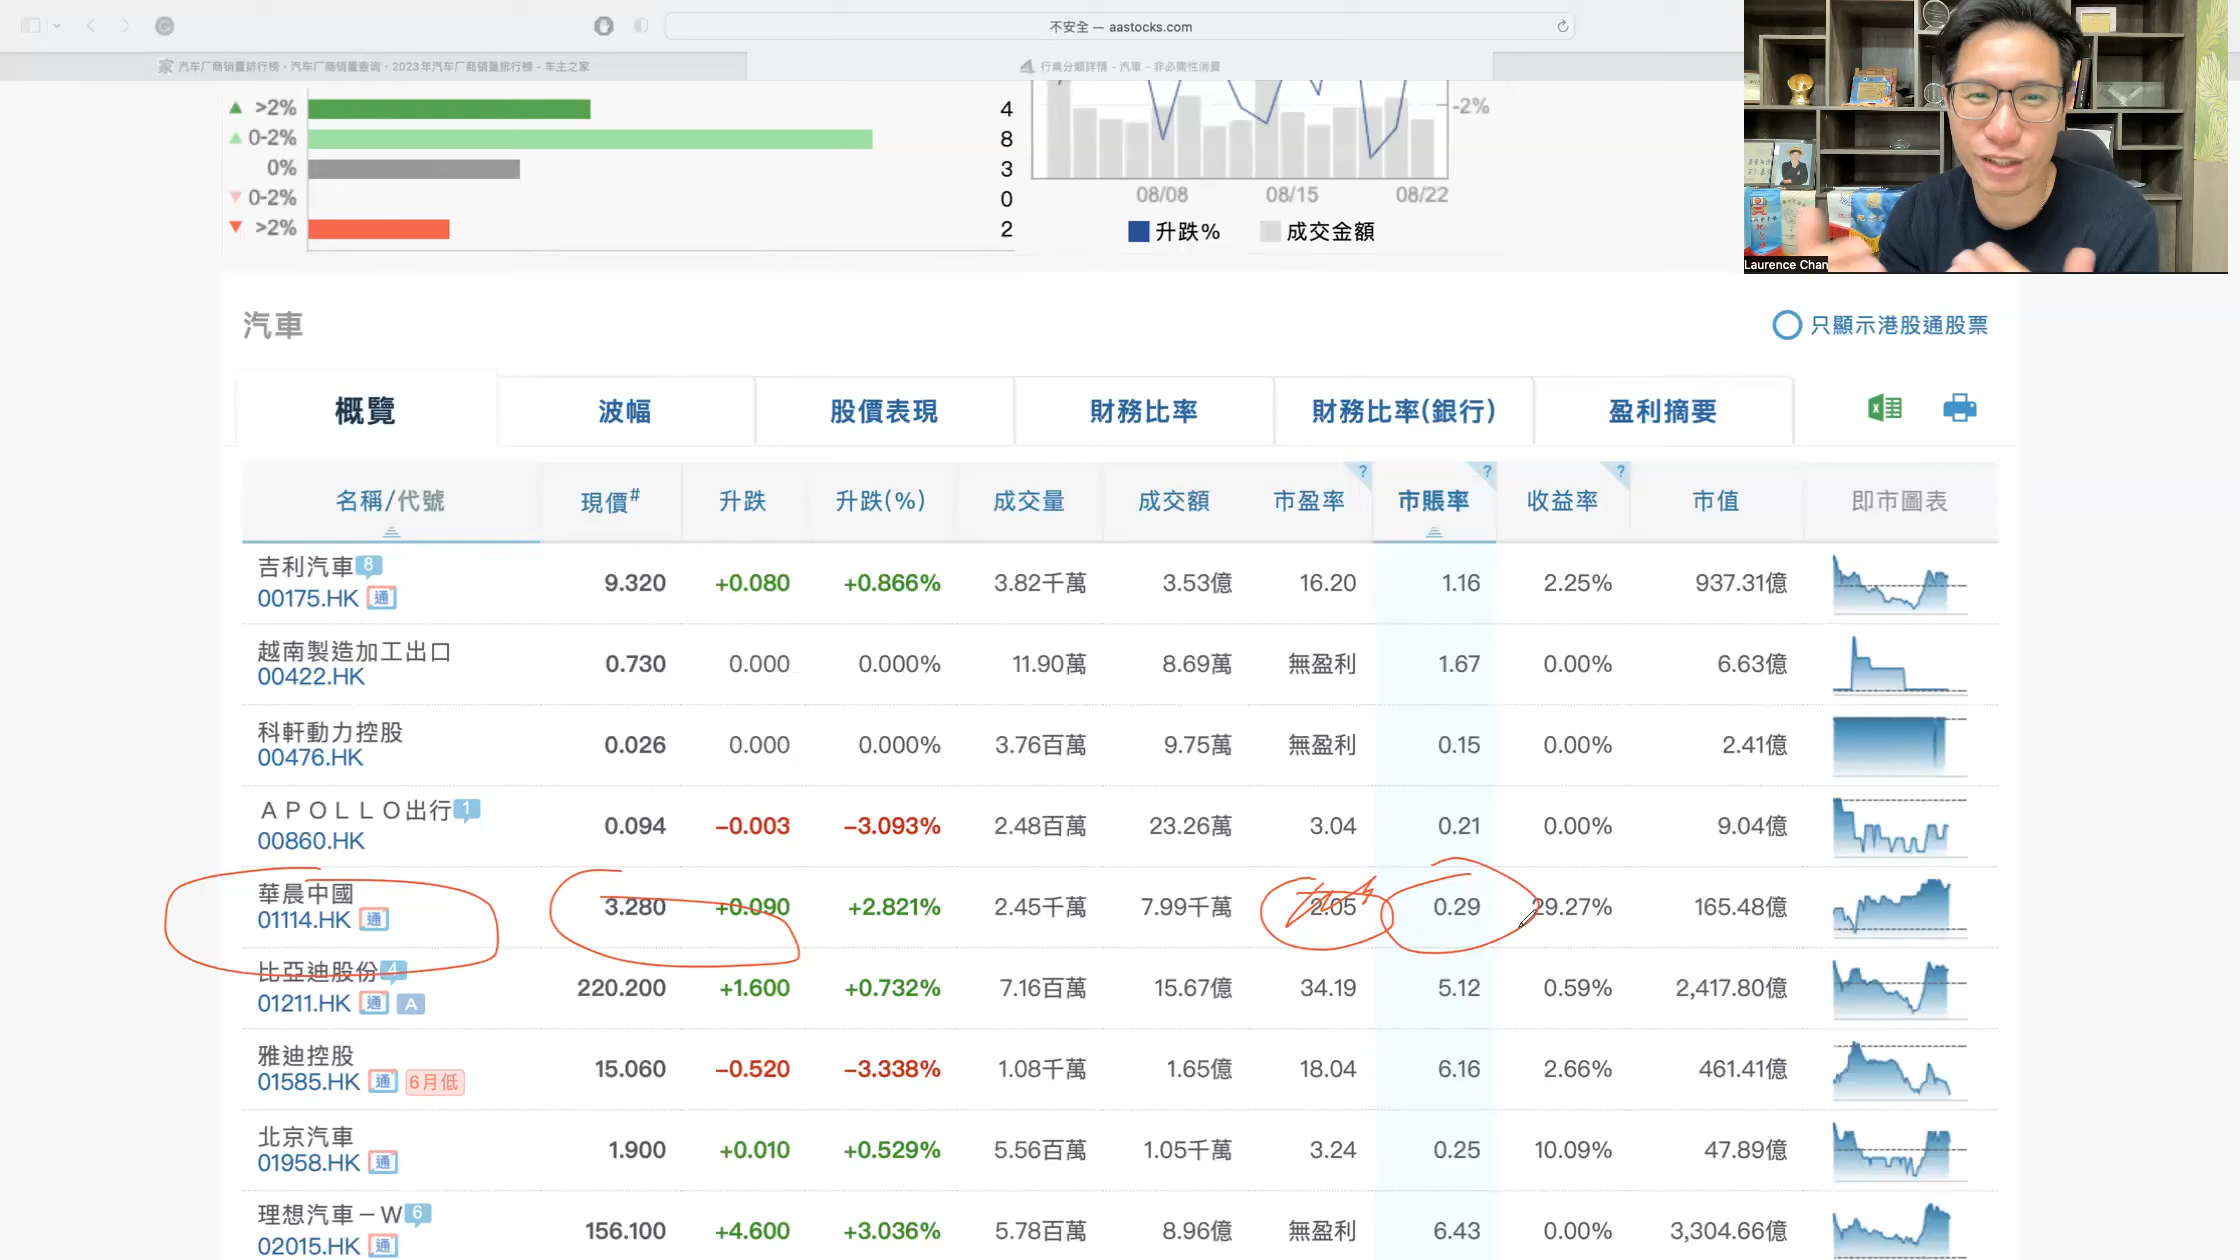 不安全 — aastocks.com
汽车厂商销量排行榜，汽车厂商销量查询，2023年汽车厂商销量排行榜 - 车主之家
行業分類詳情 - 汽車 - 非必需性消費
>2% 4
0-2% 8
0% 3
0-2% 0
>2% 2
-2%
08/08 08/15 08/22
升跌% 成交金額
Laurence Chan
汽車
只顯示港股通股票
概覽 波幅 股價表現 財務比率 財務比率(銀行) 盈利摘要
名稱/代號 現價# 升跌 升跌(%) 成交量 成交額 市盈率 ? 市賬率 ? 收益率 ? 市值 即市圖表
吉利汽車 8
00175.HK 通 9.320 +0.080 +0.866% 3.82千萬 3.53億 16.20 1.16 2.25% 937.31億
越南製造加工出口
00422.HK 0.730 0.000 0.000% 11.90萬 8.69萬 無盈利 1.67 0.00% 6.63億
科軒動力控股
00476.HK 0.026 0.000 0.000% 3.76百萬 9.75萬 無盈利 0.15 0.00% 2.41億
ＡＰＯＬＬＯ出行 1
00860.HK 0.094 -0.003 -3.093% 2.48百萬 23.26萬 3.04 0.21 0.00% 9.04億
華晨中國
01114.HK 通 3.280 +0.090 +2.821% 2.45千萬 7.99千萬 2.05 0.29 29.27% 165.48億
比亞迪股份 4
01211.HK 通 A 220.200 +1.600 +0.732% 7.16百萬 15.67億 34.19 5.12 0.59% 2,417.80億
雅迪控股
01585.HK 通 6月低 15.060 -0.520 -3.338% 1.08千萬 1.65億 18.04 6.16 2.66% 461.41億
北京汽車
01958.HK 通 1.900 +0.010 +0.529% 5.56百萬 1.05千萬 3.24 0.25 10.09% 47.89億
理想汽車－W 6
02015.HK 通 156.100 +4.600 +3.036% 5.78百萬 8.96億 無盈利 6.43 0.00% 3,304.66億